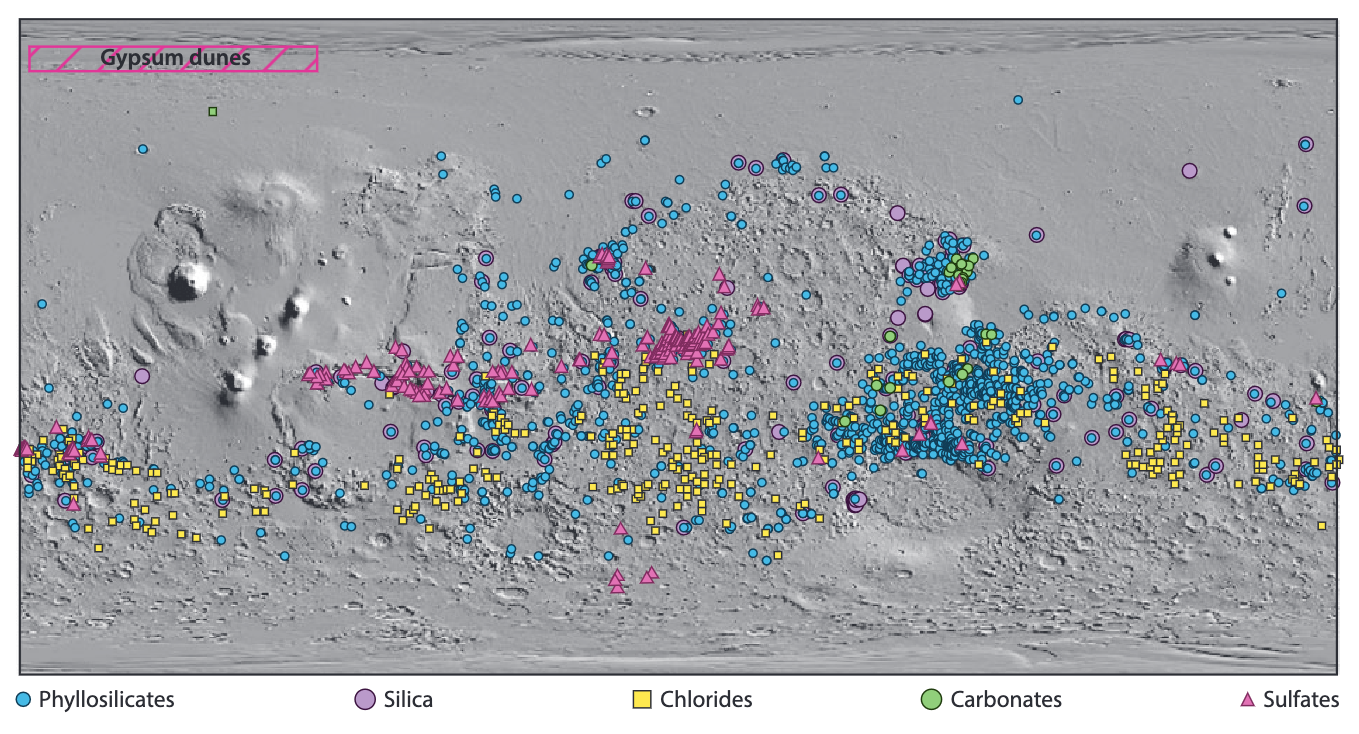 Gypsum dunes
Phyllosilicates Silica Chlorides Carbonates Sulfates